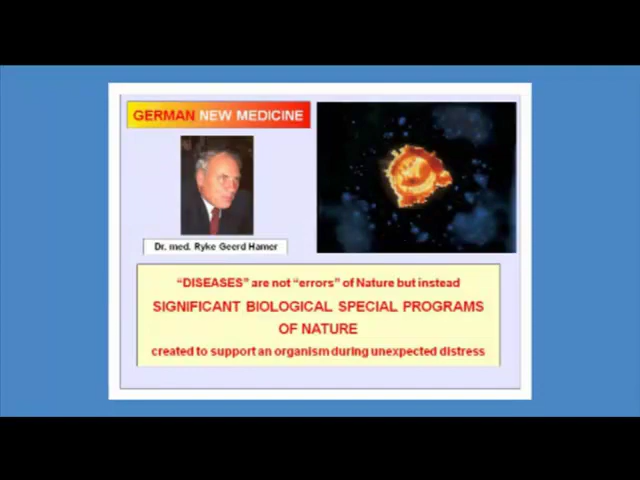 GERMAN NEW MEDICINE
Dr. med. Ryke Geerd Hamer
“DISEASES” are not “errors” of Nature but instead
SIGNIFICANT BIOLOGICAL SPECIAL PROGRAMS
OF NATURE
created to support an organism during unexpected distress